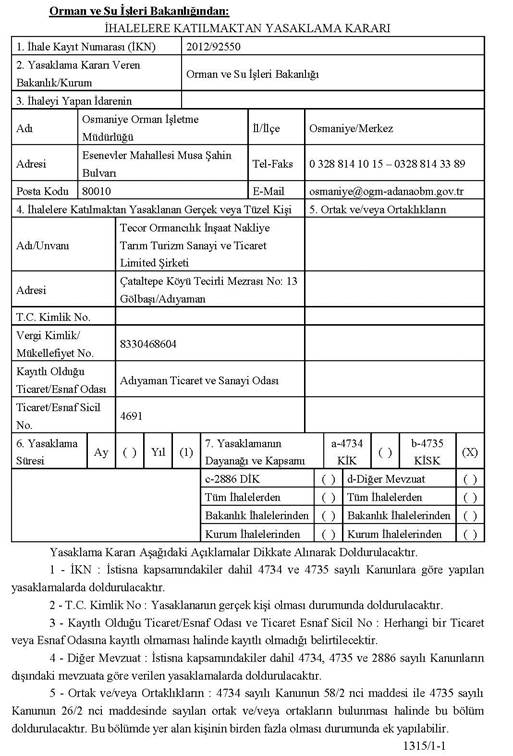 Orman ve Su İşleri Bakanlığından:
İHALELERE KATILMAKTAN YASAKLAMA KARARI
1. İhale Kayıt Numarası (İKN) 2012/92550
2. Yasaklama Kararı Veren
Bakanlık/Kurum Orman ve Su İşleri Bakanlığı
3. İhaleyi Yapan İdarenin
Adı Osmaniye Orman İşletme
Müdürlüğü İl/İlçe Osmaniye/Merkez
Adresi Esenevler Mahallesi Musa Şahin
Bulvarı Tel-Faks 0 328 814 10 15 – 0328 814 33 89
Posta Kodu 80010 E-Mail osmaniye@ogm-adanaobm.gov.tr
4. İhalelere Katılmaktan Yasaklanan Gerçek veya Tüzel Kişi 5. Ortak ve/veya Ortaklıkların
Adı/Unvanı Tecor Ormancılık İnşaat Nakliye
Tarım Turizm Sanayi ve Ticaret
Limited Şirketi
Adresi Çataltepe Köyü Tecirli Mezrası No: 13
Gölbaşı/Adıyaman
T.C. Kimlik No.
Vergi Kimlik/
Mükellefiyet No. 8330468604
Kayıtlı Olduğu
Ticaret/Esnaf Odası Adıyaman Ticaret ve Sanayi Odası
Ticaret/Esnaf Sicil
No. 4691
6. Yasaklama
Süresi Ay ( ) Yıl (1) 7. Yasaklamanın
Dayanağı ve Kapsamı a-4734
KİK ( ) b-4735
KİSK (X)
c-2886 DİK ( ) d-Diğer Mevzuat ( )
Tüm İhalelerden ( ) Tüm İhalelerden ( )
Bakanlık İhalelerinden ( ) Bakanlık İhalelerinden ( )
Kurum İhalelerinden ( ) Kurum İhalelerinden ( )
Yasaklama Kararı Aşağıdaki Açıklamalar Dikkate Alınarak Doldurulacaktır.
1 - İKN : İstisna kapsamındakiler dahil 4734 ve 4735 sayılı Kanunlara göre yapılan
yasaklamalarda doldurulacaktır.
2 - T.C. Kimlik No : Yasaklananın gerçek kişi olması durumunda doldurulacaktır.
3 - Kayıtlı Olduğu Ticaret/Esnaf Odası ve Ticaret Esnaf Sicil No : Herhangi bir Ticaret
veya Esnaf Odasına kayıtlı olmaması halinde kayıtlı olmadığı belirtilecektir.
4 - Diğer Mevzuat : İstisna kapsamındakiler dahil 4734, 4735 ve 2886 sayılı Kanunların
dışındaki mevzuata göre verilen yasaklamalarda doldurulacaktır.
5 - Ortak ve/veya Ortaklıkların : 4734 sayılı Kanunun 58/2 nci maddesi ile 4735 sayılı
Kanunun 26/2 nci maddesinde sayılan ortak ve/veya ortakların bulunması halinde bu bölüm
doldurulacaktır. Bu bölümde yer alan kişinin birden fazla olması durumunda ek yapılabilir.
1315/1-1